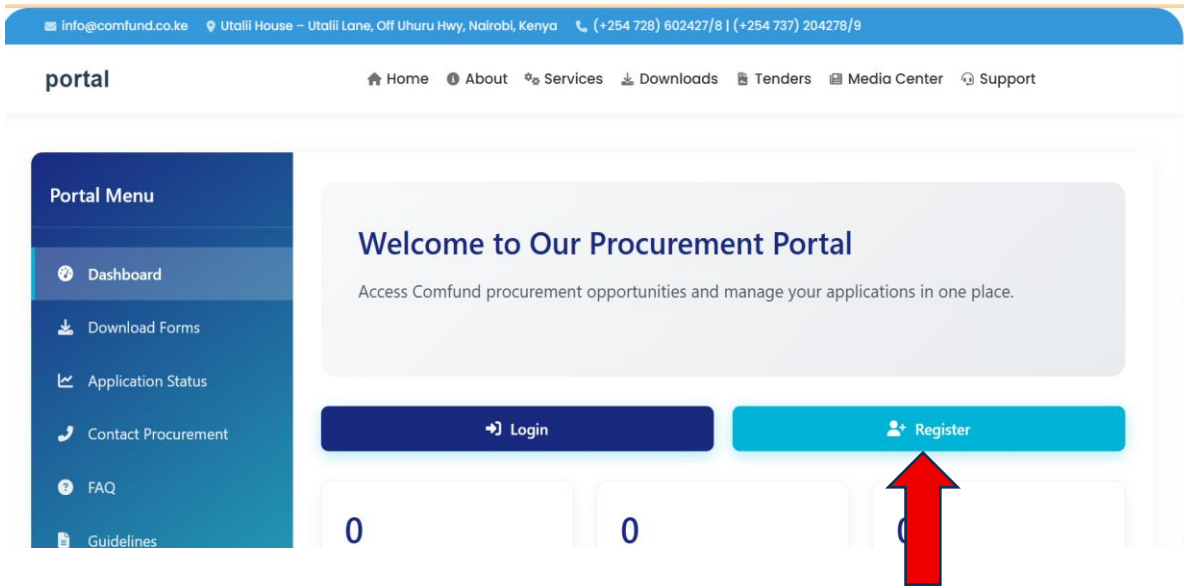 info@comfund.co.ke Utalii House – Utalii Lane, Off Uhuru Hwy, Nairobi, Kenya (+254 728) 602427/8 | (+254 737) 204278/9
portal Home About Services Downloads Tenders Media Center Support
Portal Menu
Dashboard
Download Forms
Application Status
Contact Procurement
FAQ
Guidelines
Welcome to Our Procurement Portal
Access Comfund procurement opportunities and manage your applications in one place.
Login Register
0 0